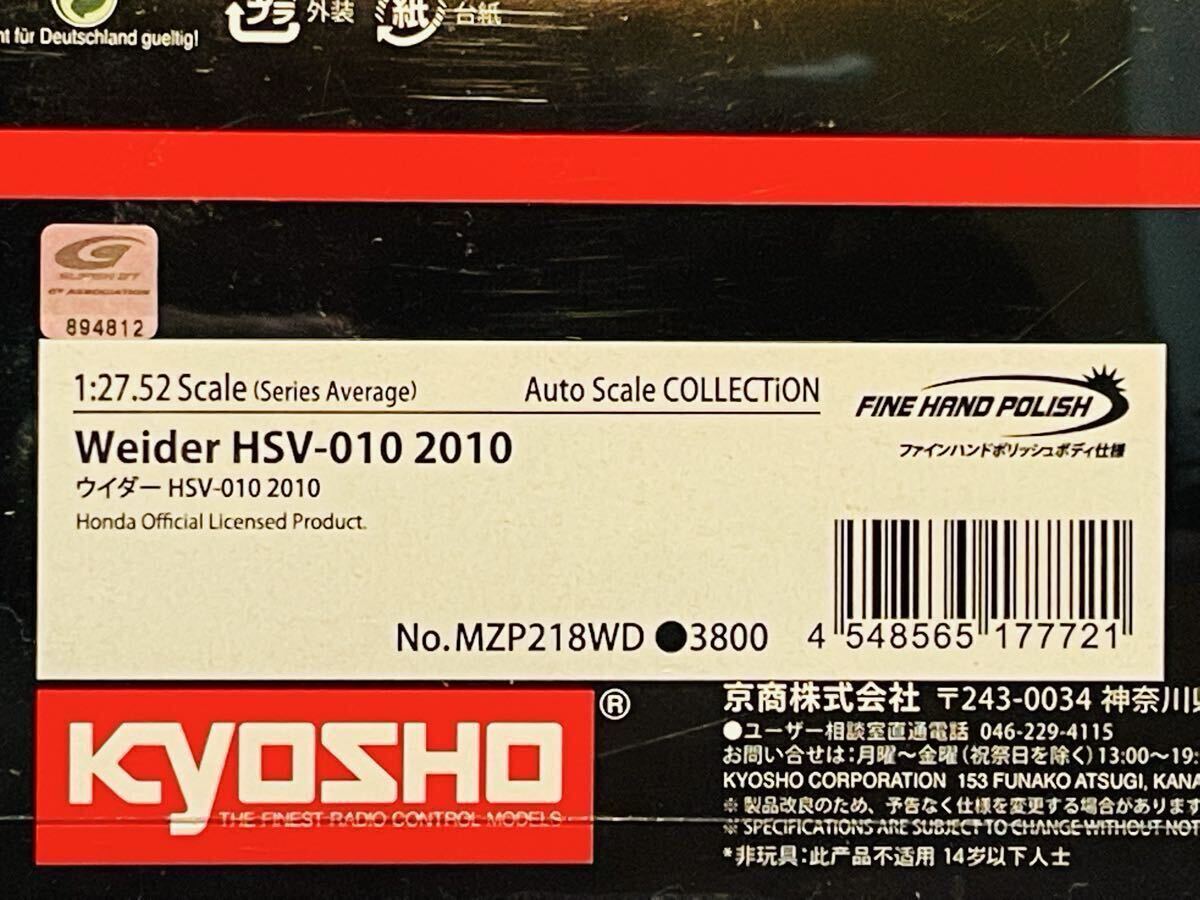 プラ 外装 紙 台紙
nt für Deutschland gueltig!
SUPER GT
GT ASSOCIATION
894812
1:27.52 Scale (Series Average)
Auto Scale COLLECTiON
FINE HAND POLISH
ファインハンドポリッシュボディ仕様
Weider HSV-010 2010
ウイダー HSV-010 2010
Honda Official Licensed Product.
No.MZP218WD ●3800
4 548565 177721
KYOSHO®
THE FINEST RADIO CONTROL MODELS
京商株式会社 〒243-0034 神奈川県
●ユーザー相談室直通電話 046-229-4115
お問い合せは:月曜〜金曜(祝祭日を除く)13:00〜19:
KYOSHO CORPORATION 153 FUNAKO ATSUGI, KANA
※ 製品改良のため、予告なく仕様を変更する場合があります
※ SPECIFICATIONS ARE SUBJECT TO CHANGE WITHOUT NOT
*非玩具:此产品不适用 14岁以下人士